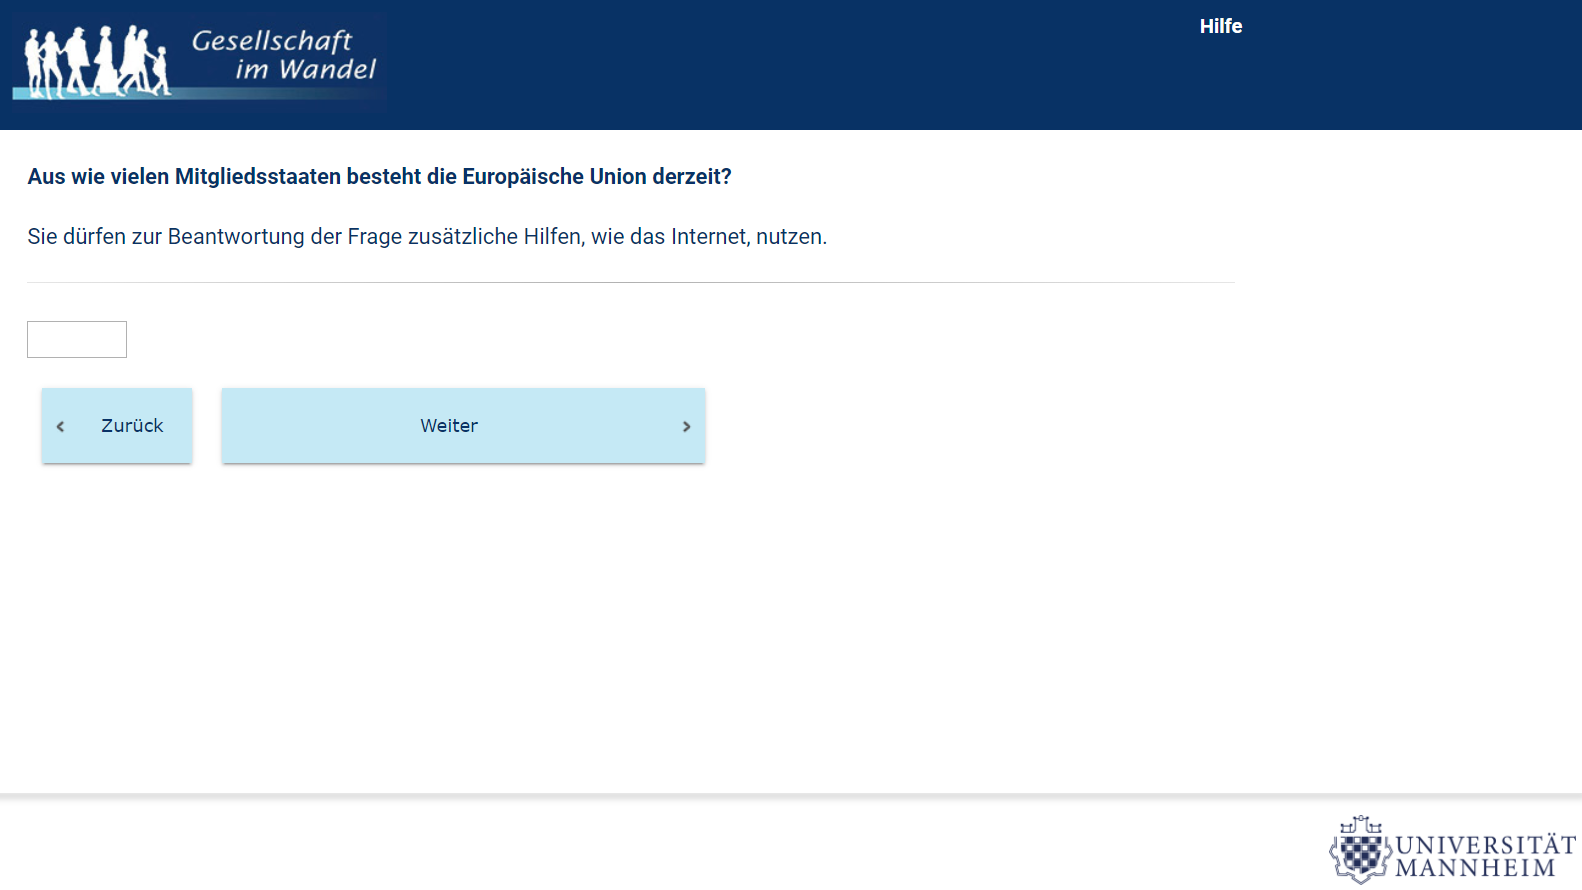 Gesellschaft
im Wandel
Hilfe
Aus wie vielen Mitgliedsstaaten besteht die Europäische Union derzeit?
Sie dürfen zur Beantwortung der Frage zusätzliche Hilfen, wie das Internet, nutzen.
Zurück
Weiter
UNIVERSITÄT
MANNHEIM